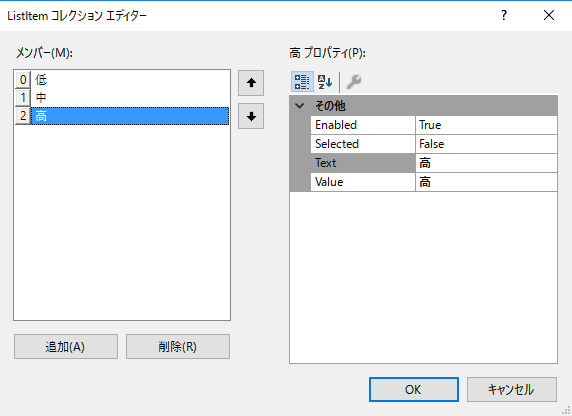 ListItem コレクション エディター
メンバー(M):
0 低
1 中
2 高
追加(A) 削除(R)
高 プロパティ(P):
その他
Enabled True
Selected False
Text 高
Value 高
OK キャンセル